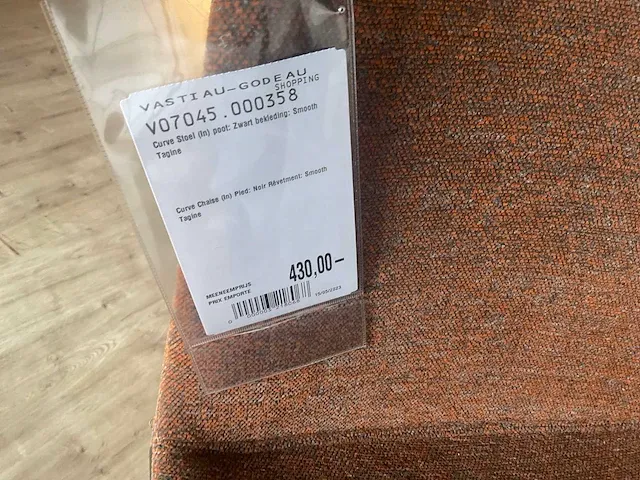 VASTIAU-GODEAU
SHOPPING
V07045.000358
Curve Stoel (In) poot: Zwart bekleding: Smooth
Tagine
Curve Chaise (In) Pied: Noir Rêvetment: Smooth
Tagine
430,00-
MEENEEMPRIJS
PRIX EMPORTE